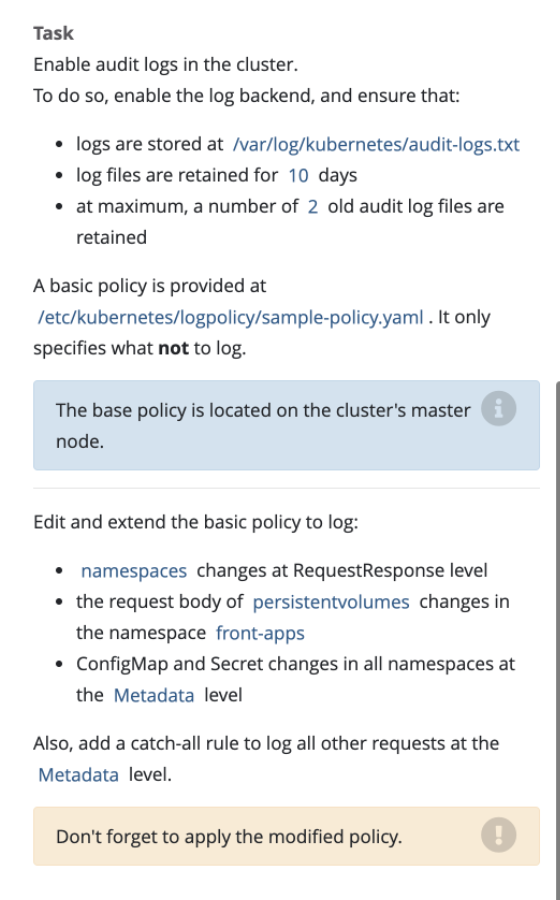 Task
Enable audit logs in the cluster.
To do so, enable the log backend, and ensure that:
• logs are stored at /var/log/kubernetes/audit-logs.txt
• log files are retained for 10 days
• at maximum, a number of 2 old audit log files are
retained
A basic policy is provided at
/etc/kubernetes/logpolicy/sample-policy.yaml . It only
specifies what not to log.
The base policy is located on the cluster's master
node.
Edit and extend the basic policy to log:
• namespaces changes at RequestResponse level
• the request body of persistentvolumes changes in
the namespace front-apps
• ConfigMap and Secret changes in all namespaces at
the Metadata level
Also, add a catch-all rule to log all other requests at the
Metadata level.
Don't forget to apply the modified policy.